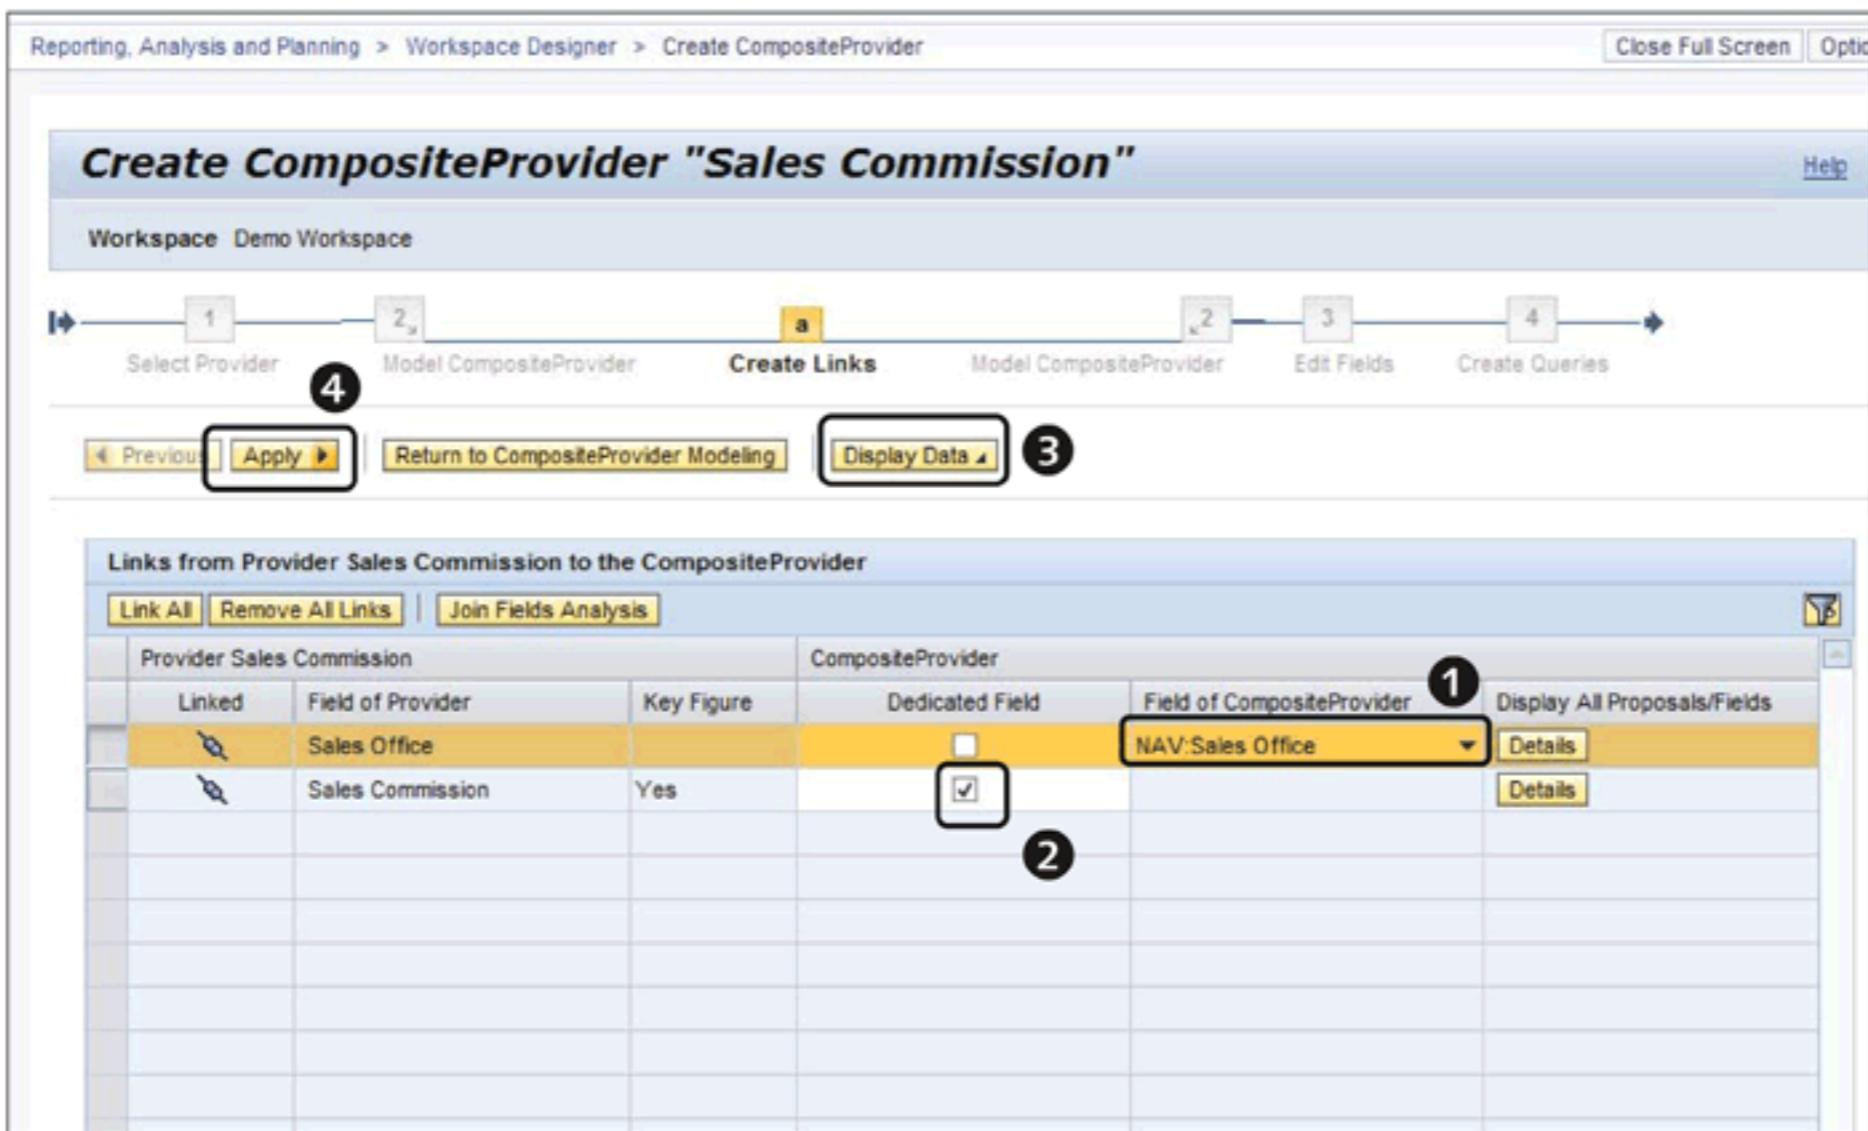 Reporting, Analysis and Planning > Workspace Designer > Create CompositeProvider Close Full Screen
Create CompositeProvider "Sales Commission" Help
Workspace Demo Workspace
1 2 a 2 3 4
Select Provider Model CompositeProvider Create Links Model CompositeProvider Edit Fields Create Queries
4
Previous Apply Return to CompositeProvider Modeling Display Data 3
Links from Provider Sales Commission to the CompositeProvider
Link All Remove All Links Join Fields Analysis
Provider Sales Commission CompositeProvider 1
Linked Field of Provider Key Figure Dedicated Field Field of CompositeProvider Display All Proposals/Fields
Sales Office NAV:Sales Office Details
Sales Commission Yes Details
2